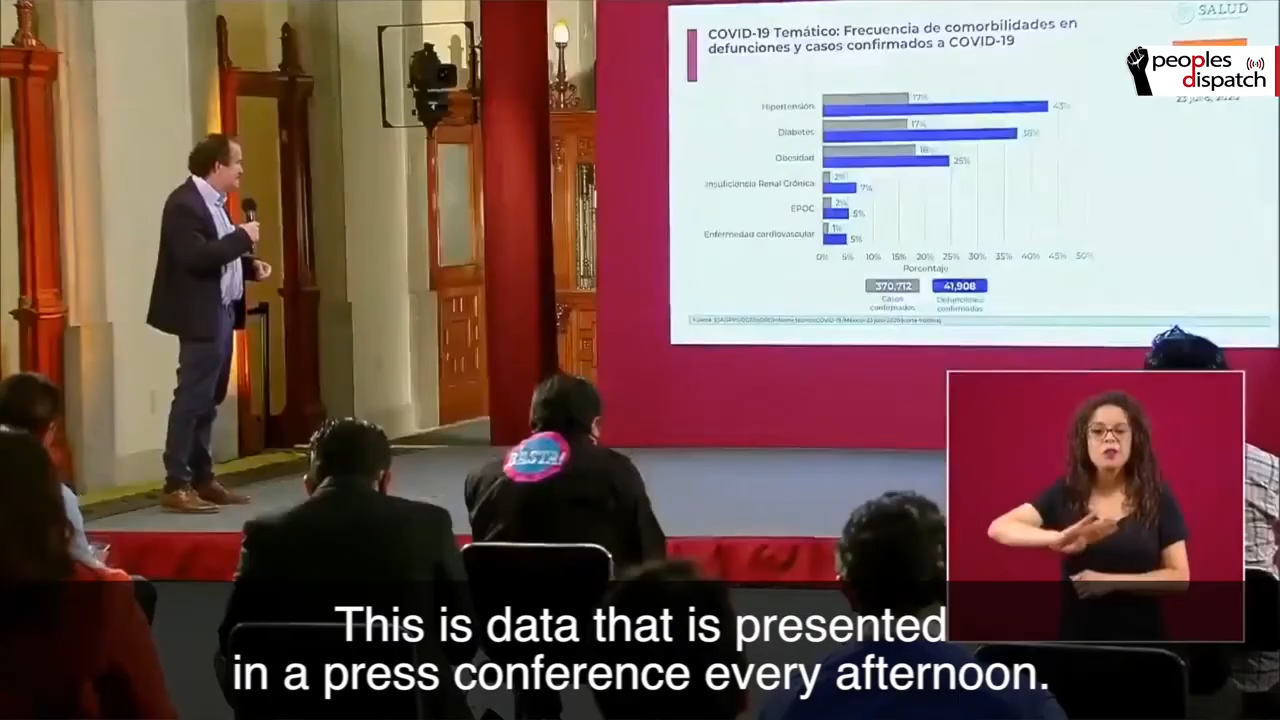 COVID-19 Temático: Frecuencia de comorbilidades en
defunciones y casos confirmados a COVID-19
SALUD
peoples
dispatch
Hipertensión
17%
43%
Diabetes
17%
38%
Obesidad
18%
25%
Insuficiencia Renal Crónica
2%
7%
EPOC
2%
5%
Enfermedad cardiovascular
1%
5%
0% 5% 10% 15% 20% 25% 30% 35% 40% 45% 50%
Porcentaje
370,712
41,908
Casos
confirmados
Defunciones
confirmadas
BASTA!
This is data that is presented
in a press conference every afternoon.